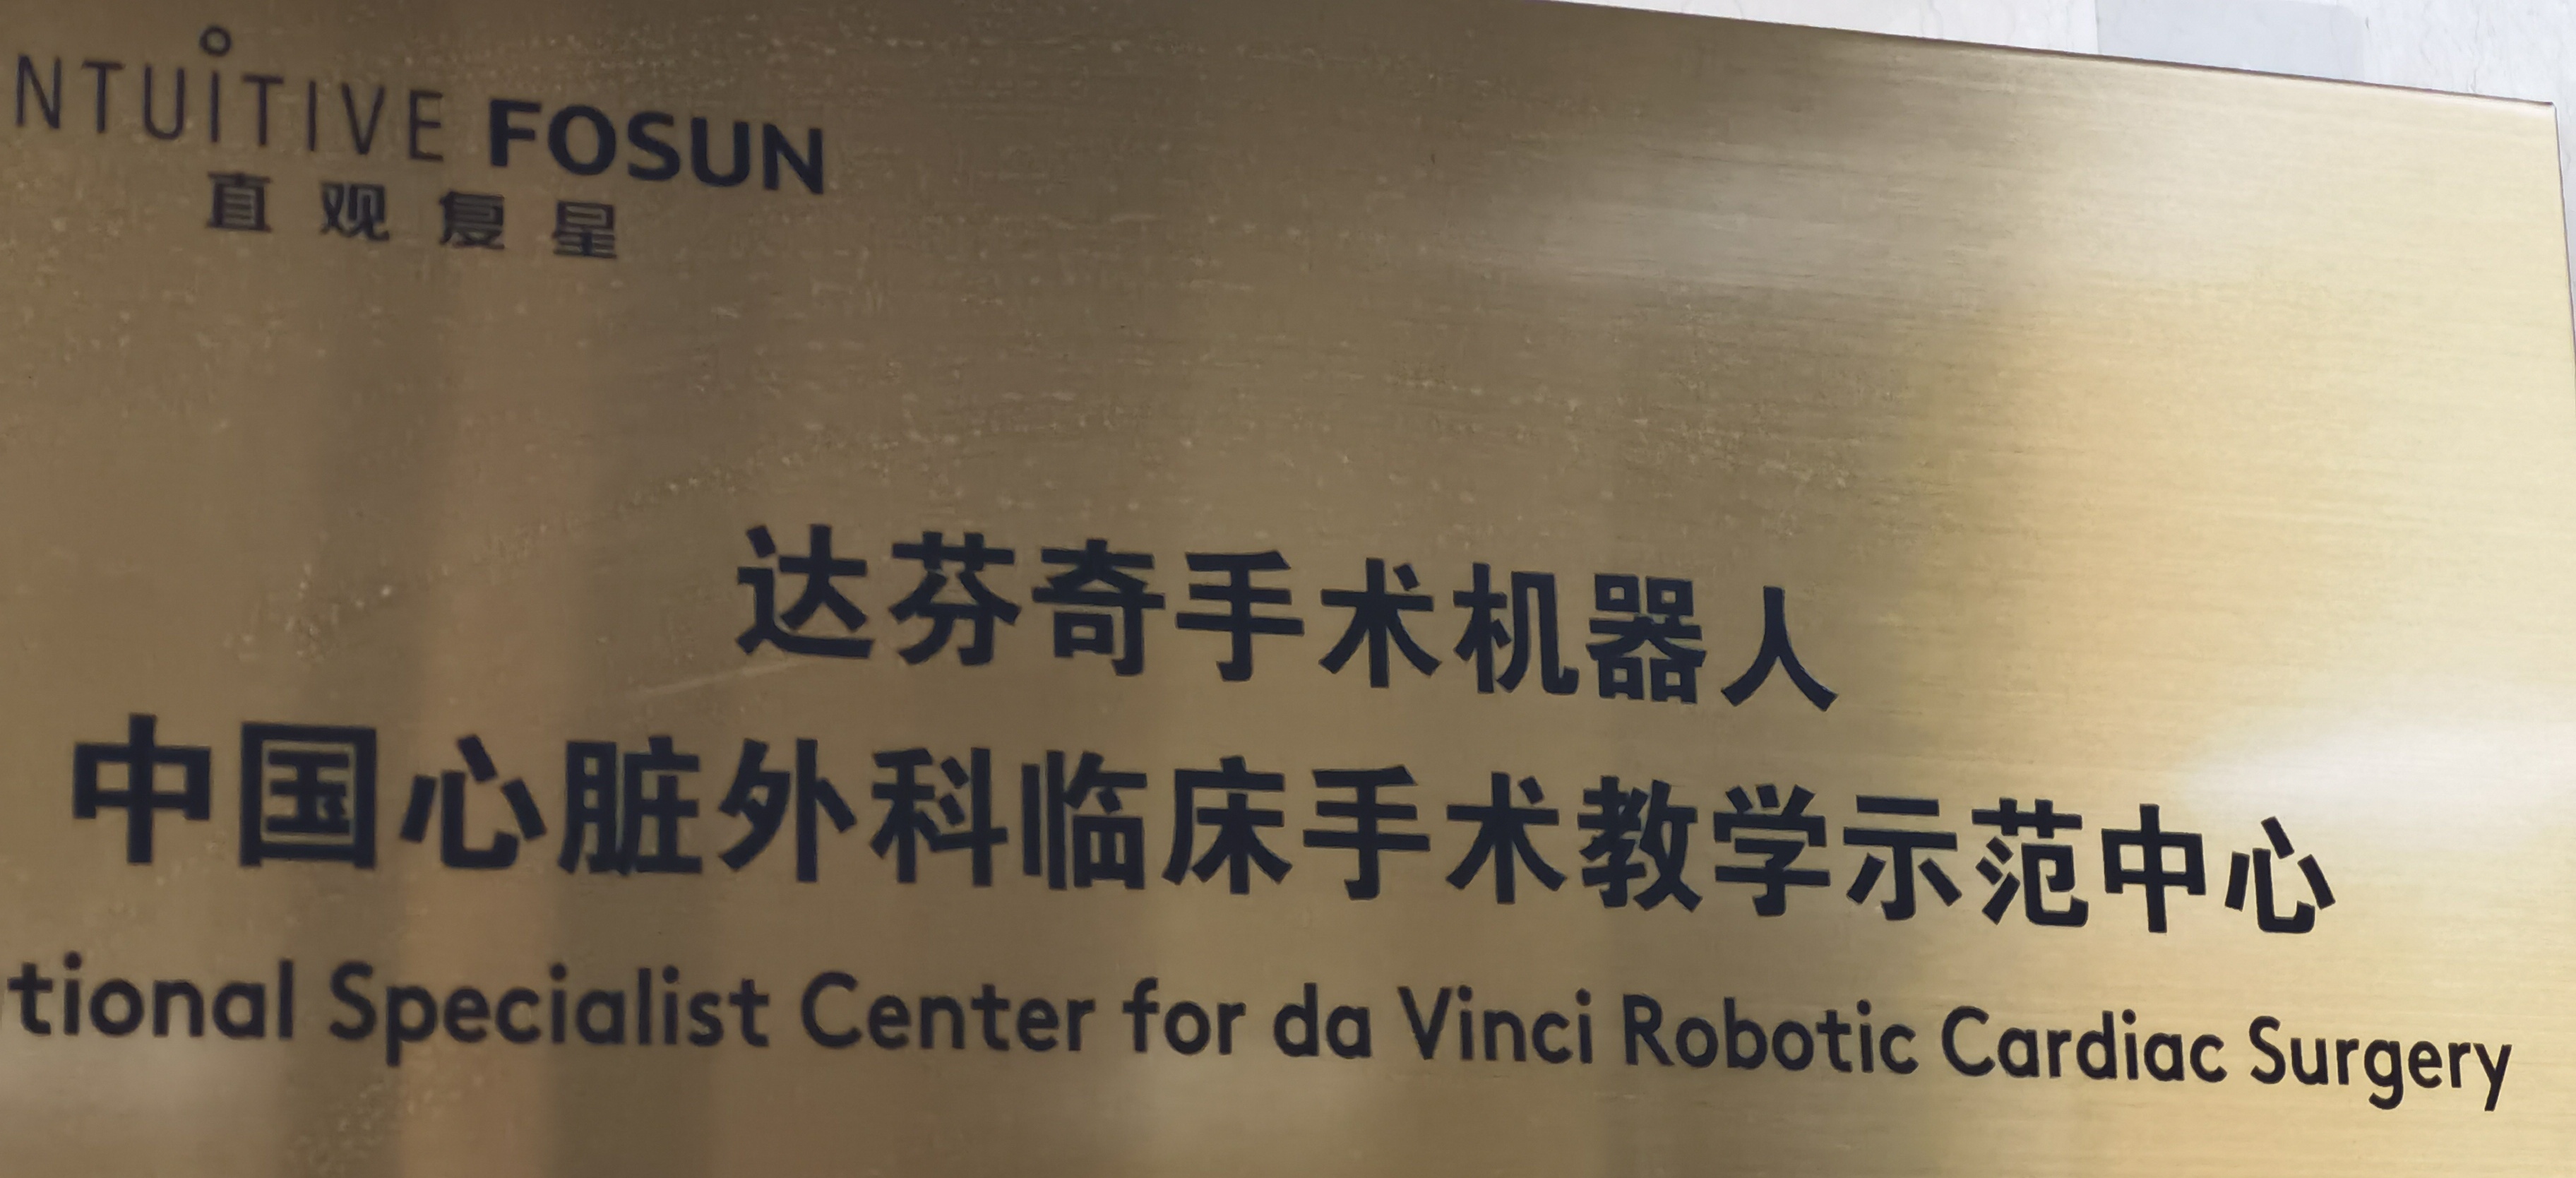 NTUITIVE FOSUN
直观复星
达芬奇手术机器人
中国心脏外科临床手术教学示范中心
tional Specialist Center for da Vinci Robotic Cardiac Surgery